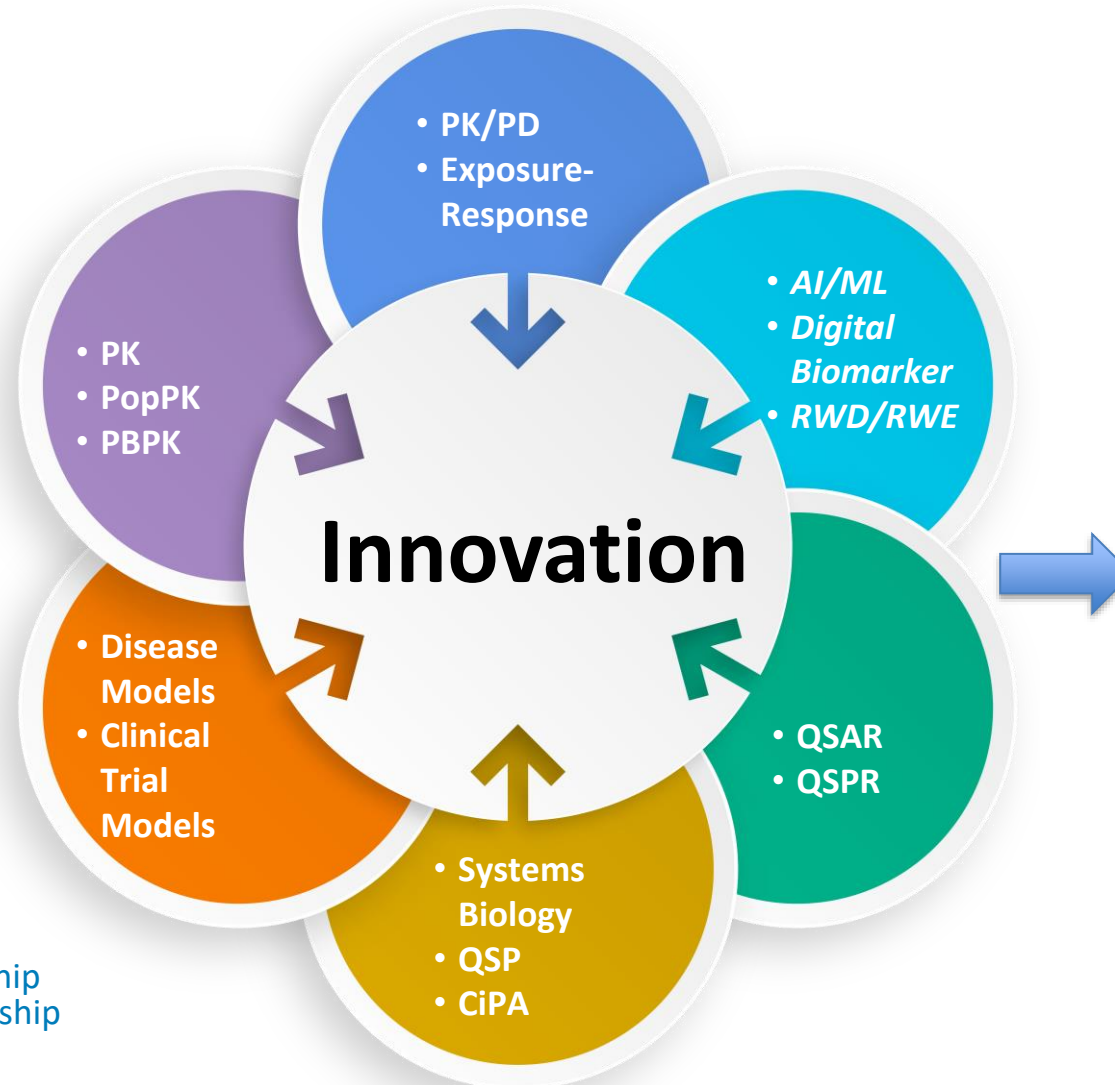 • PK/PD
• Exposure-
Response
• AI/ML
• Digital
Biomarker
• RWD/RWE
• PK
• PopPK
• PBPK
Innovation
• Disease
Models
• Clinical
Trial
Models
• QSAR
• QSPR
• Systems
Biology
• QSP
• CiPA